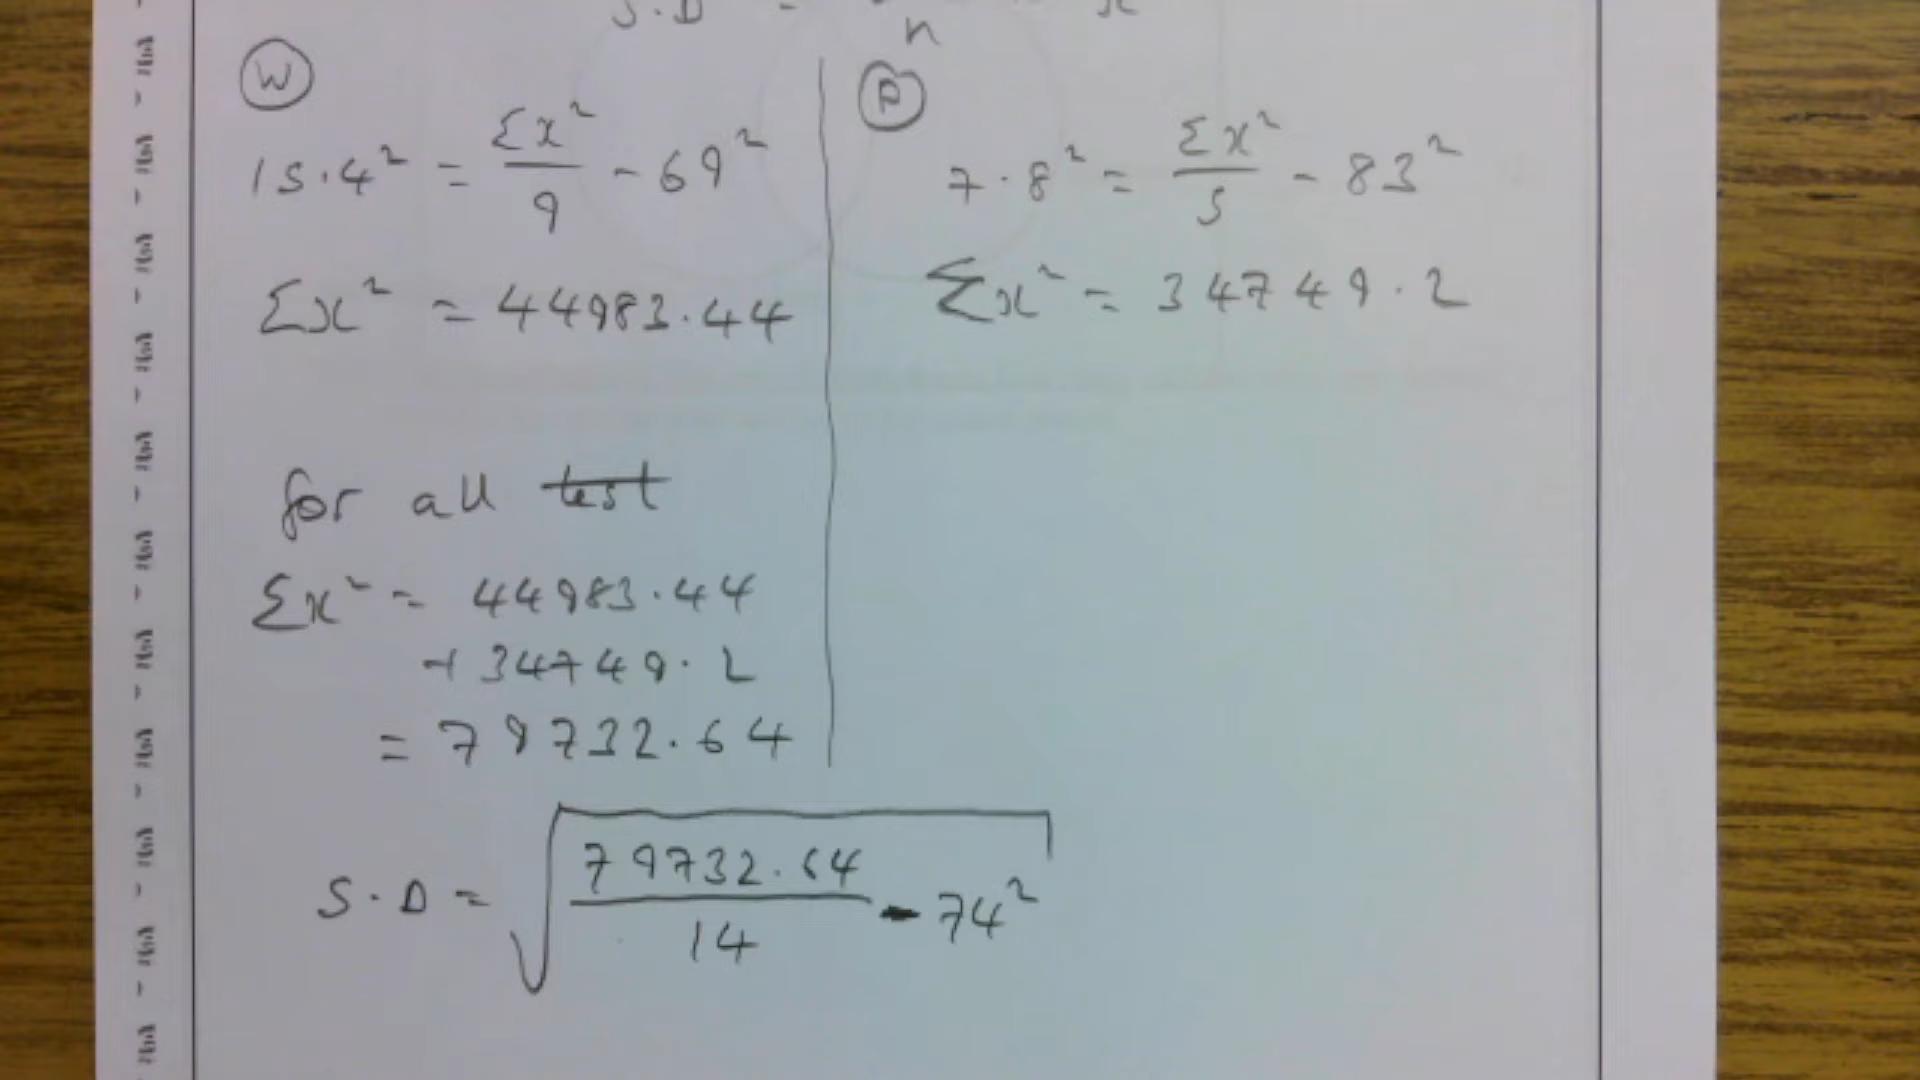 n
W
15.4² = Σx²/9 - 69²
Σx² = 44983.44
P
7.8² = Σx²/5 - 83²
Σx² = 34749.2
for all test
Σx² = 44983.44
+ 34749.2
= 79732.64
S.D = √(79732.64/14 - 74²)